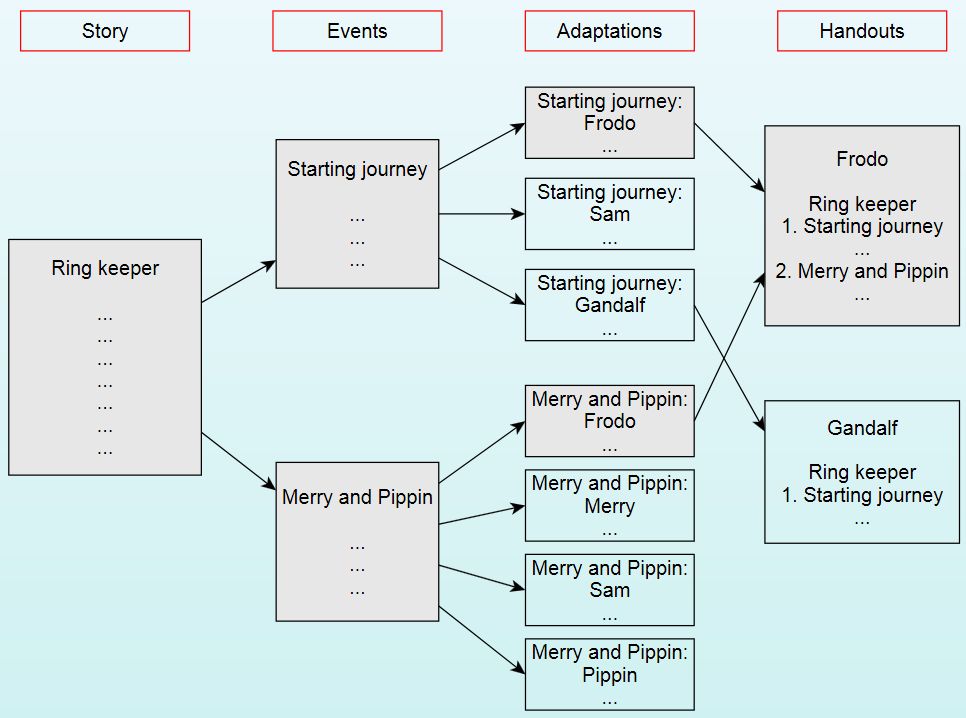 Story
Events
Adaptations
Handouts
Ring keeper
...
...
...
...
...
...
...
Starting journey
...
...
...
Merry and Pippin
...
...
...
Starting journey:
Frodo
...
Starting journey:
Sam
...
Starting journey:
Gandalf
...
Merry and Pippin:
Frodo
...
Merry and Pippin:
Merry
...
Merry and Pippin:
Sam
...
Merry and Pippin:
Pippin
...
Frodo
Ring keeper
1. Starting journey
...
2. Merry and Pippin
...
Gandalf
Ring keeper
1. Starting journey
...